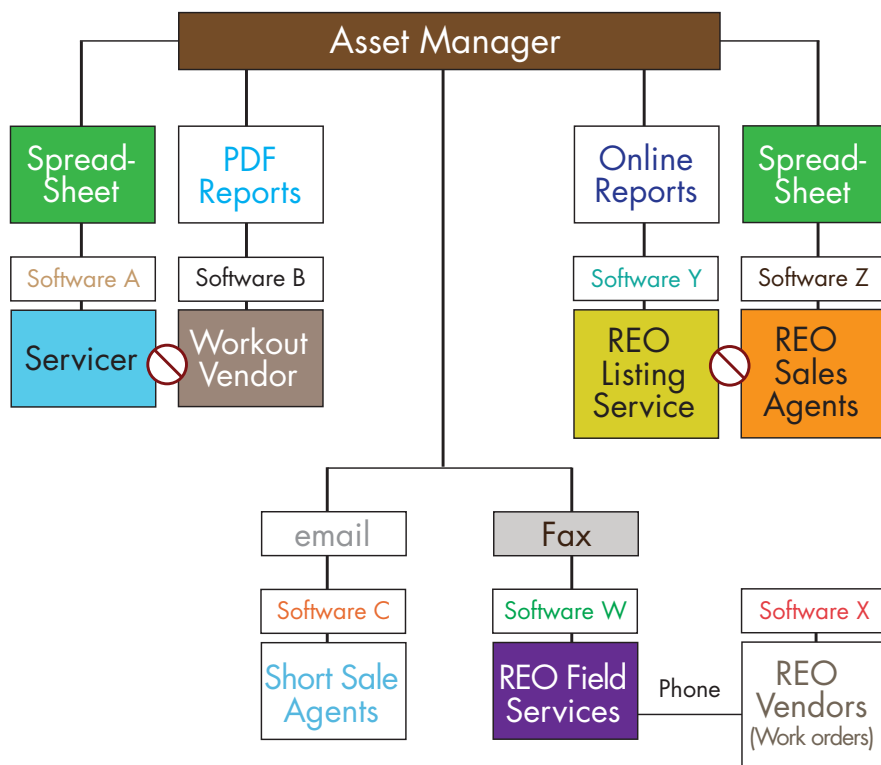 Asset Manager
Spread-
Sheet
PDF
Reports
Online
Reports
Spread-
Sheet
Software A
Software B
Software Y
Software Z
Servicer
Workout
Vendor
REO
Listing
Service
REO
Sales
Agents
email
Fax
Software C
Software W
Software X
Short Sale
Agents
REO Field
Services
Phone
REO
Vendors
(Work orders)